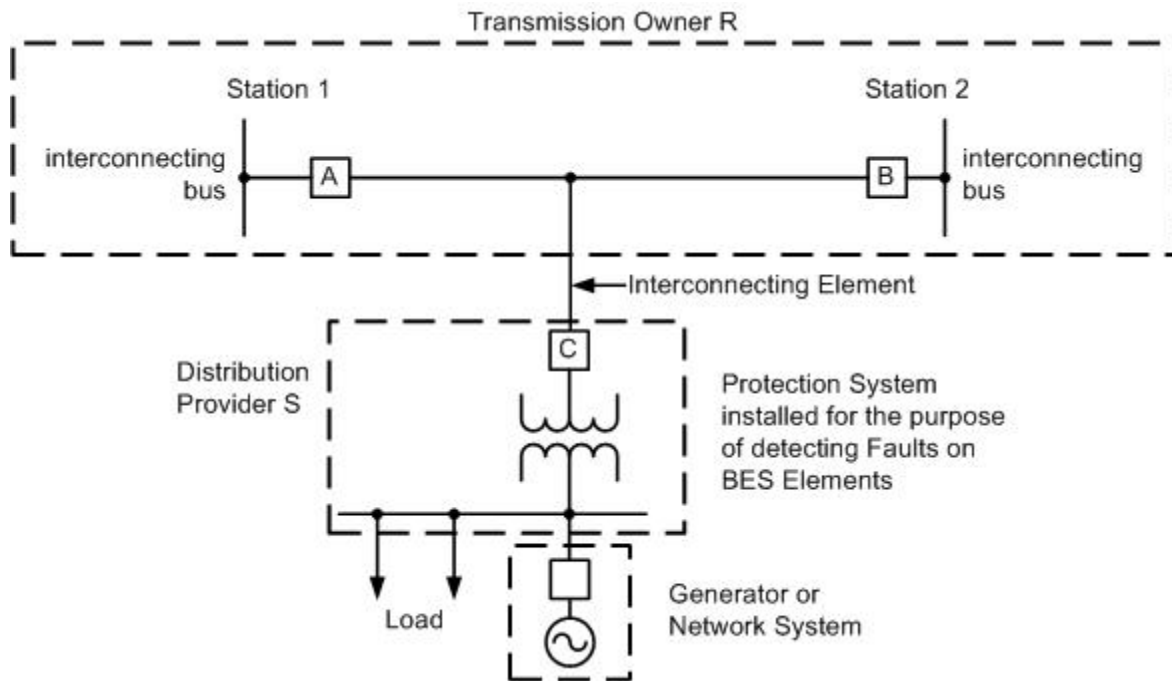 Transmission Owner R
Station 1
Station 2
interconnecting
bus
A
B
interconnecting
bus
Interconnecting Element
C
Distribution
Provider S
Protection System
installed for the purpose
of detecting Faults on
BES Elements
Load
Generator or
Network System